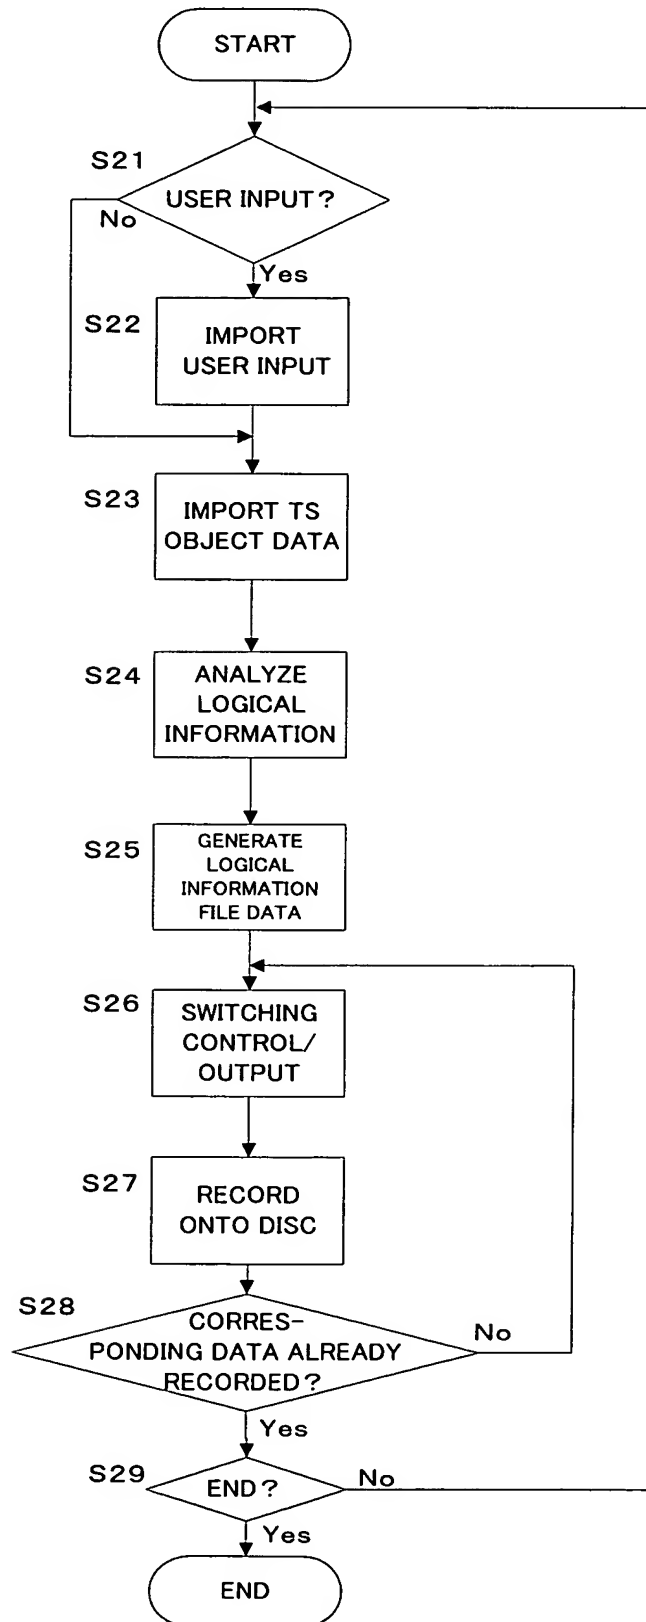 START
S21
USER INPUT?
No
Yes
S22
IMPORT
USER INPUT
S23
IMPORT TS
OBJECT DATA
S24
ANALYZE
LOGICAL
INFORMATION
S25
GENERATE
LOGICAL
INFORMATION
FILE DATA
S26
SWITCHING
CONTROL/
OUTPUT
S27
RECORD
ONTO DISC
S28
CORRES-
PONDING DATA ALREADY
RECORDED?
No
Yes
S29
END?
No
Yes
END